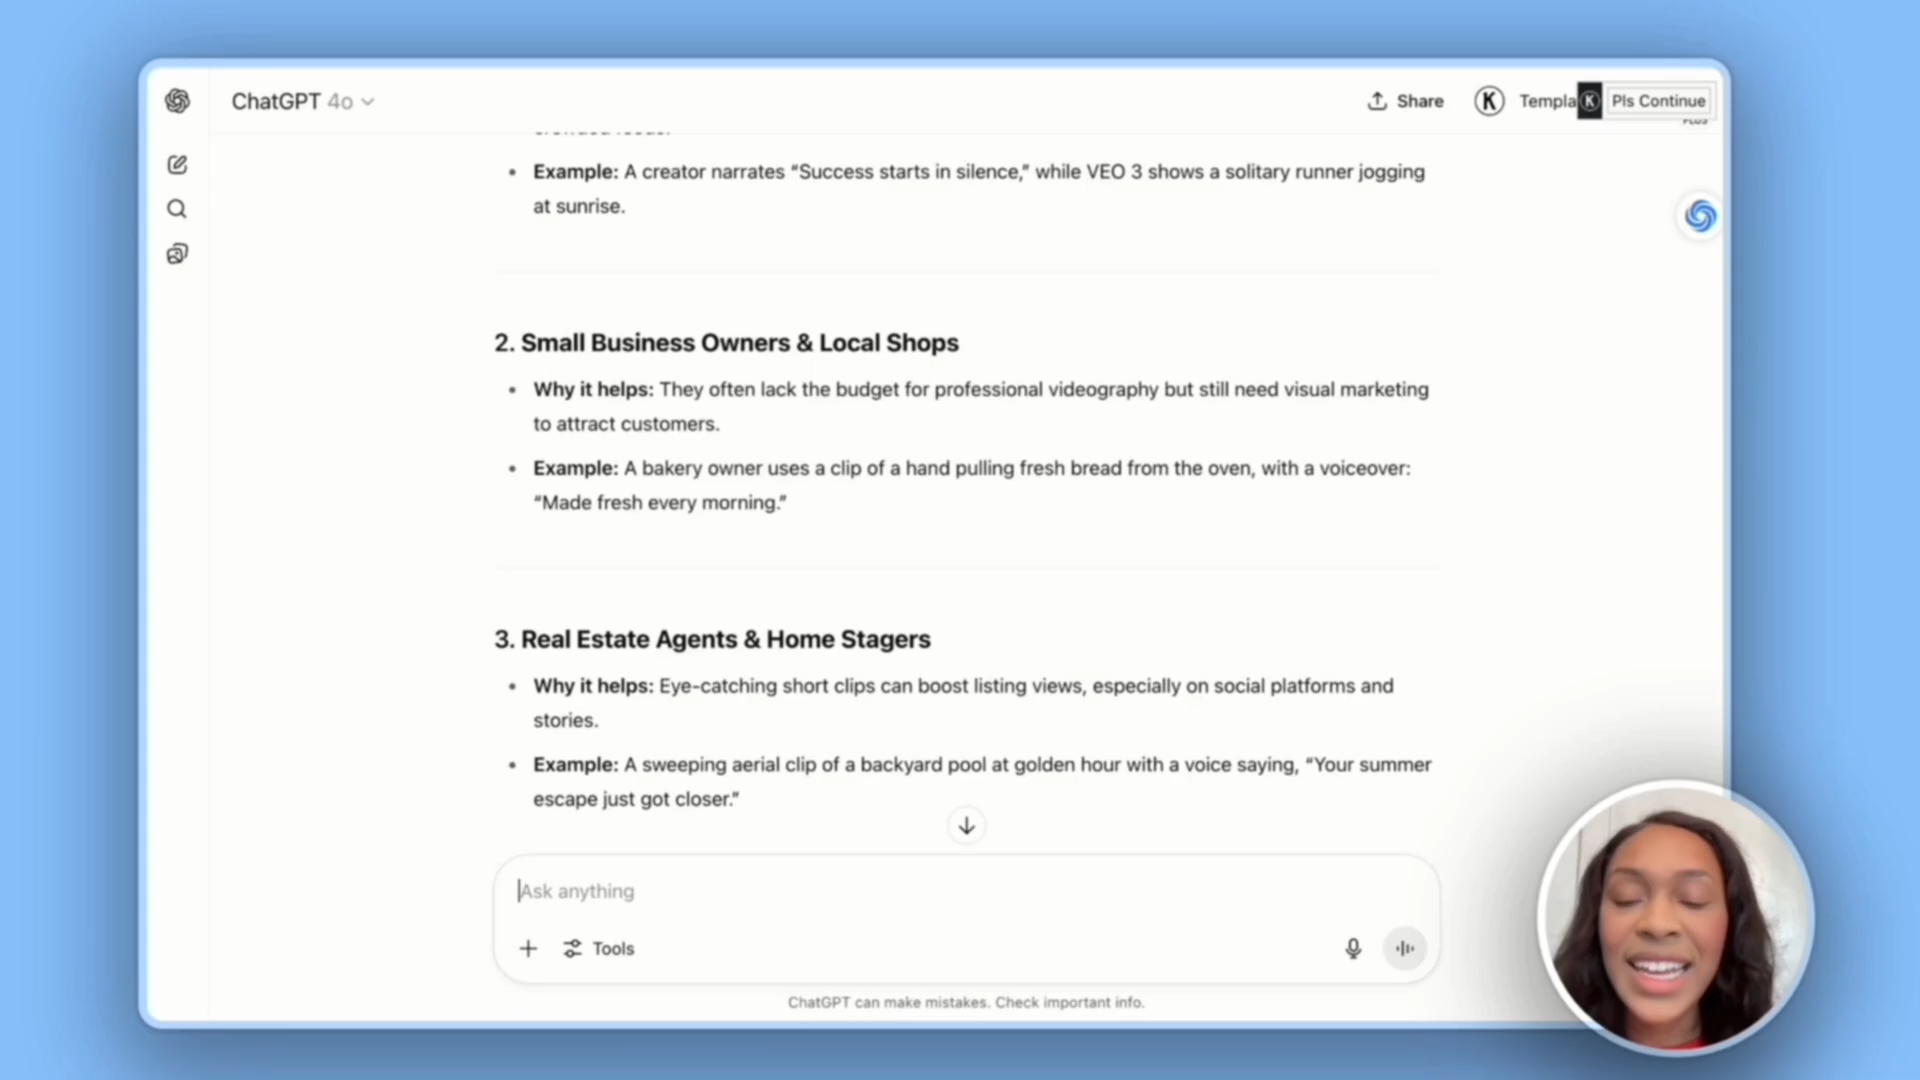 ChatGPT 4o
Share
K
Templa
K
Pls Continue
PLUS
• Example: A creator narrates “Success starts in silence,” while VEO 3 shows a solitary runner jogging
at sunrise.
2. Small Business Owners & Local Shops
• Why it helps: They often lack the budget for professional videography but still need visual marketing
to attract customers.
• Example: A bakery owner uses a clip of a hand pulling fresh bread from the oven, with a voiceover:
“Made fresh every morning.”
3. Real Estate Agents & Home Stagers
• Why it helps: Eye-catching short clips can boost listing views, especially on social platforms and
stories.
• Example: A sweeping aerial clip of a backyard pool at golden hour with a voice saying, “Your summer
escape just got closer.”
Ask anything
Tools
ChatGPT can make mistakes. Check important info.